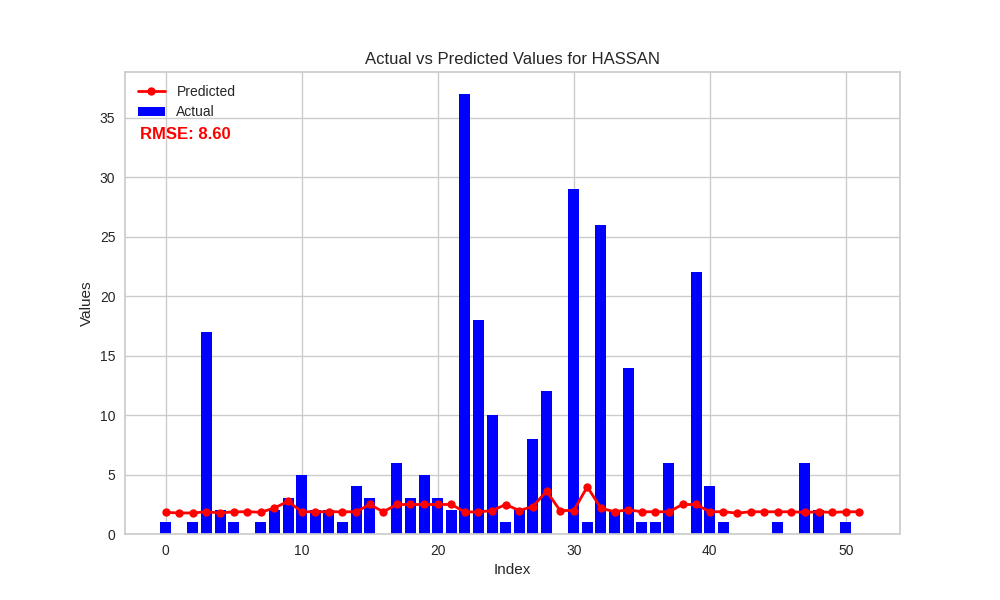 Actual vs Predicted Values for HASSAN
Predicted
Actual
RMSE: 8.60
Values
35
30
25
20
15
10
5
0
0 10 20 30 40 50
Index